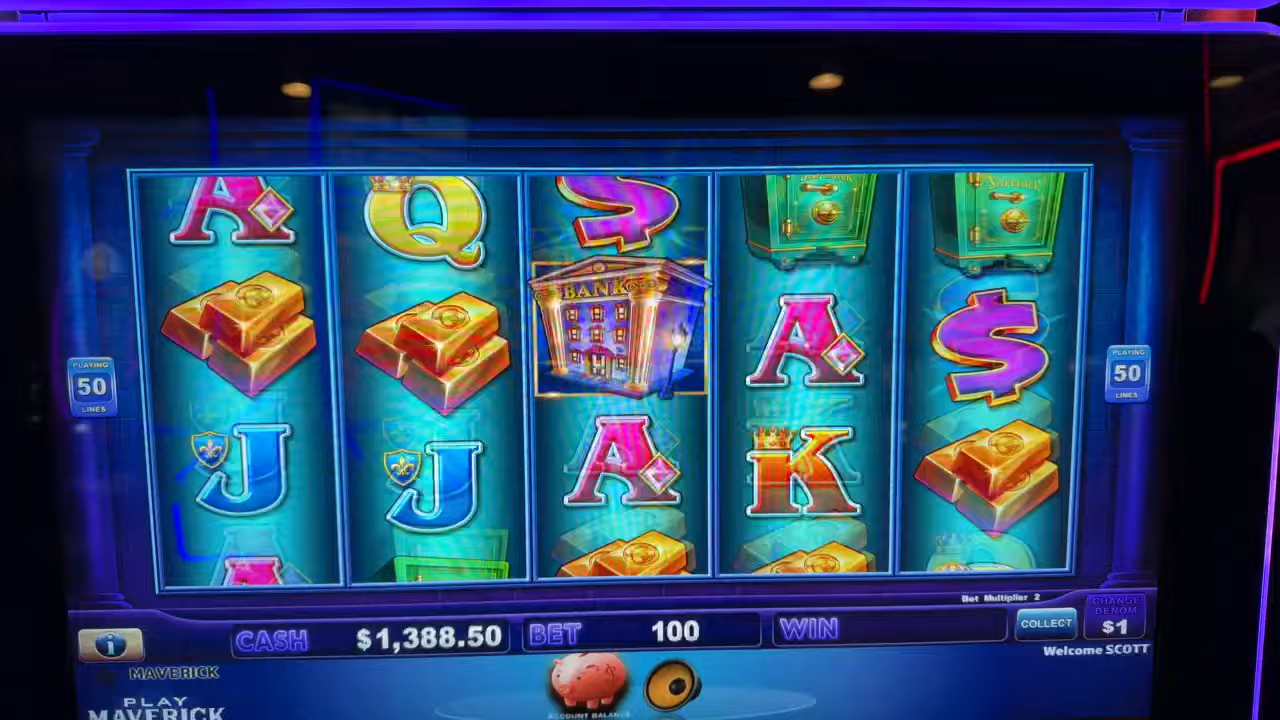 A Q $
BANK
A $
PLAYING
50
LINES
PLAYING
50
LINES
J J A K
A
Bet Multiplier 2
CASH $1,388.50 BET 100 WIN COLLECT
CHANGE
DENOM
$1
Welcome SCOTT
i
MAVERICK
PLAY
MAVERICK
ACCOUNT BALANCE